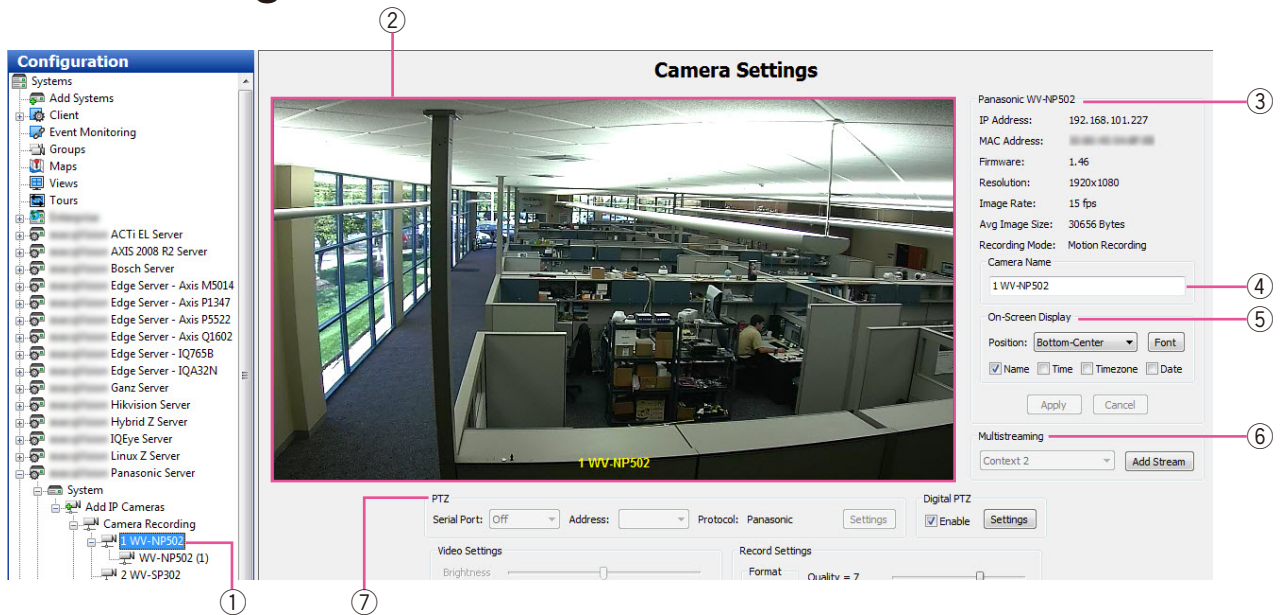 ②
Configuration
Systems
Add Systems
Client
Event Monitoring
Groups
Maps
Views
Tours
ACTi EL Server
AXIS 2008 R2 Server
Bosch Server
Edge Server - Axis M5014
Edge Server - Axis P1347
Edge Server - Axis P5522
Edge Server - Axis Q1602
Edge Server - IQ765B
Edge Server - IQA32N
Ganz Server
Hikvision Server
Hybrid Z Server
IQEye Server
Linux Z Server
Panasonic Server
System
Add IP Cameras
Camera Recording
1 WV-NP502
WV-NP502 (1)
2 WV-SP302
①
Camera Settings
1 WV-NP502
Panasonic WV-NP502
③
IP Address: 192.168.101.227
MAC Address:
Firmware: 1.46
Resolution: 1920x1080
Image Rate: 15 fps
Avg Image Size: 30656 Bytes
Recording Mode: Motion Recording
Camera Name
1 WV-NP502
④
On-Screen Display
⑤
Position: Bottom-Center Font
Name Time Timezone Date
Apply Cancel
Multistreaming
⑥
Context 2 Add Stream
PTZ
Serial Port: Off Address: Protocol: Panasonic Settings
Digital PTZ
Enable Settings
Video Settings
Brightness
Record Settings
Format Quality = 7
⑦